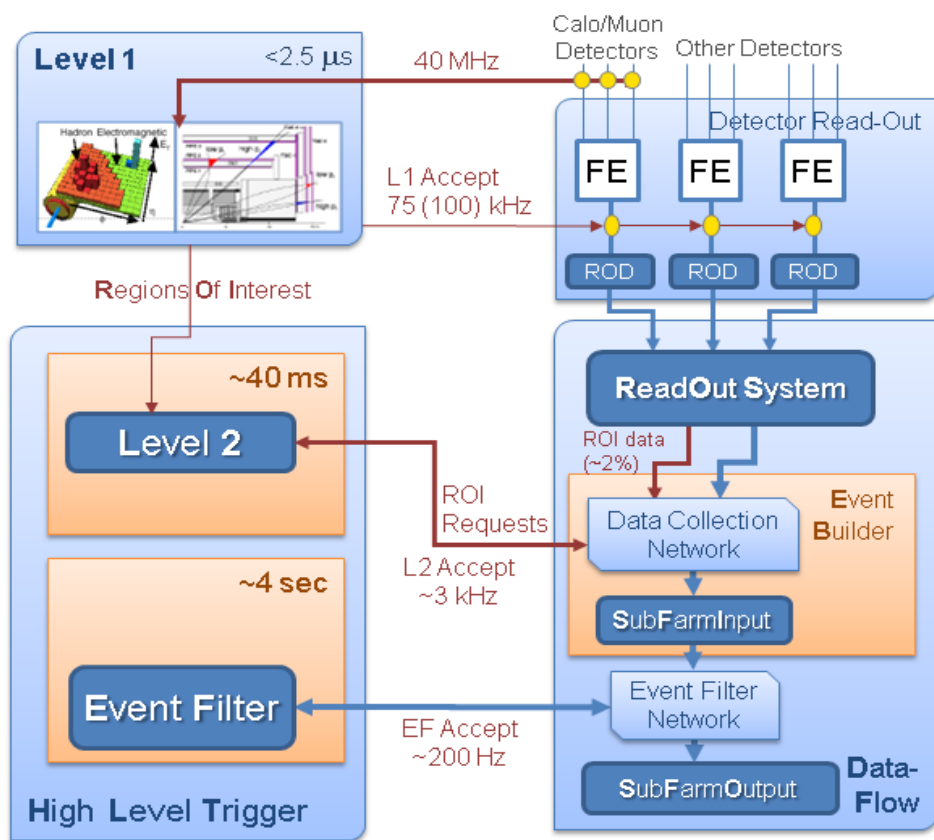 Calo/Muon
Detectors
Other Detectors
Level 1
<2.5 μs
40 MHz
Detector Read-Out
Hadron Electromagnetic
FE
FE
FE
L1 Accept
75 (100) kHz
ROD
ROD
ROD
Regions Of Interest
~40 ms
Level 2
ReadOut System
ROI data
(~2%)
ROI
Requests
Event
Builder
Data Collection
Network
L2 Accept
~3 kHz
~4 sec
SubFarmInput
Event Filter
Event Filter
Network
EF Accept
~200 Hz
SubFarmOutput
High Level Trigger
Data-
Flow